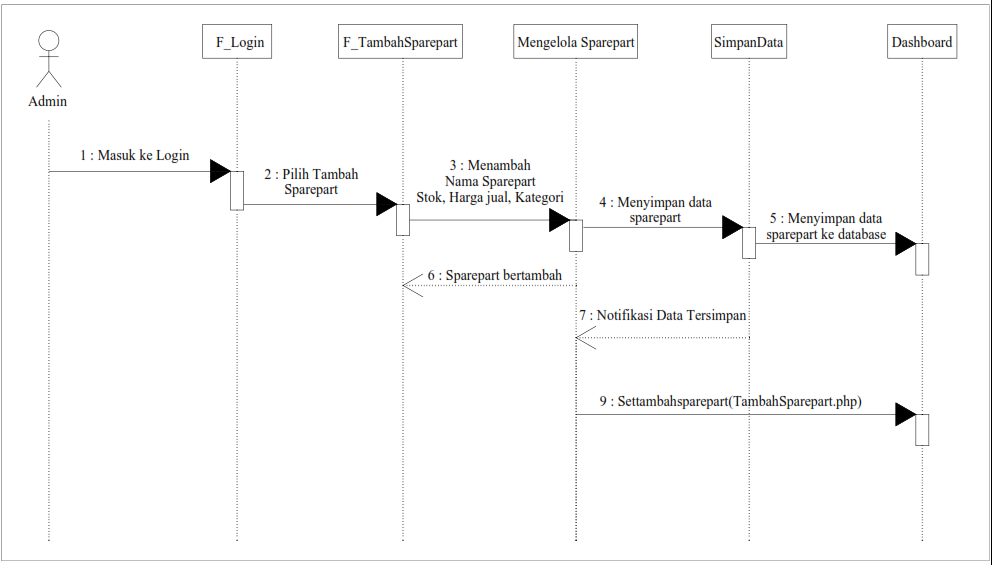 F_Login
F_TambahSparepart
Mengelola Sparepart
SimpanData
Dashboard
Admin
1 : Masuk ke Login
2 : Pilih Tambah
Sparepart
3 : Menambah
Nama Sparepart
Stok, Harga jual, Kategori
4 : Menyimpan data
sparepart
5 : Menyimpan data
sparepart ke database
6 : Sparepart bertambah
7 : Notifikasi Data Tersimpan
9 : Settambahsparepart(TambahSparepart.php)